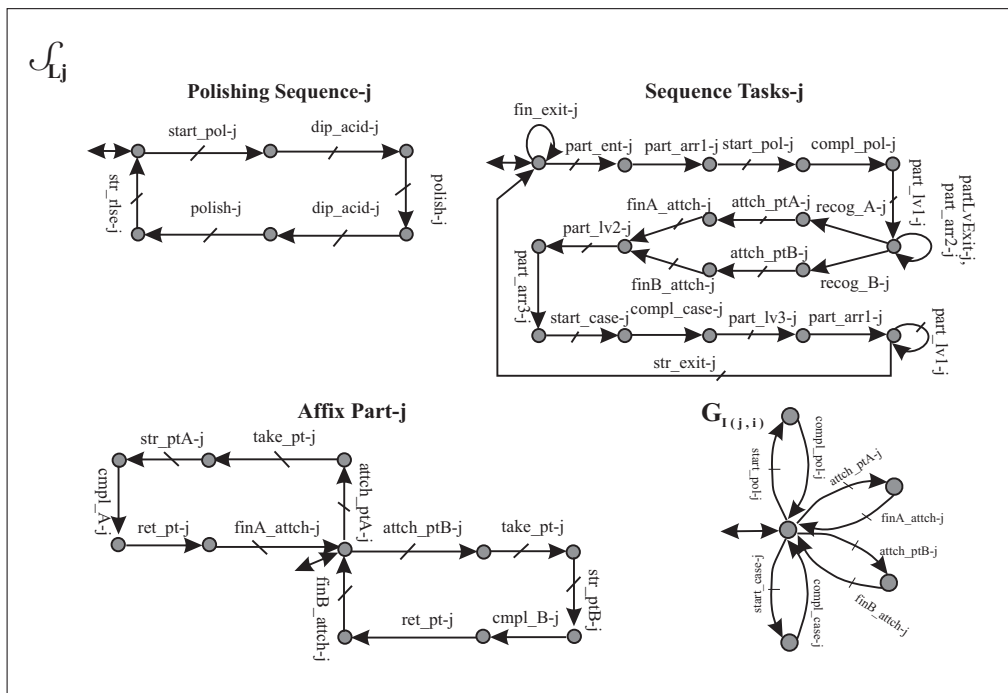 𝒮Lj
Polishing Sequence-j
start_pol-j
dip_acid-j
str_rlse-j
polish-j
polish-j
dip_acid-j
Sequence Tasks-j
fin_exit-j
part_ent-j
part_arr1-j
start_pol-j
compl_pol-j
part_lv1-j
partLvExit-j,
part_arr2-j
finA_attch-j
attch_ptA-j
recog_A-j
part_lv2-j
finB_attch-j
attch_ptB-j
recog_B-j
part_arr3-j
start_case-j
compl_case-j
part_lv3-j
part_arr1-j
part_lv1-j
str_exit-j
Affix Part-j
str_ptA-j
take_pt-j
cmpl_A-j
attch_ptA-j
ret_pt-j
finA_attch-j
attch_ptB-j
take_pt-j
finB_attch-j
str_ptB-j
ret_pt-j
cmpl_B-j
GI(j,i)
start_pol-j
compl_pol-j
attch_ptA-j
finA_attch-j
attch_ptB-j
finB_attch-j
start_case-j
compl_case-j